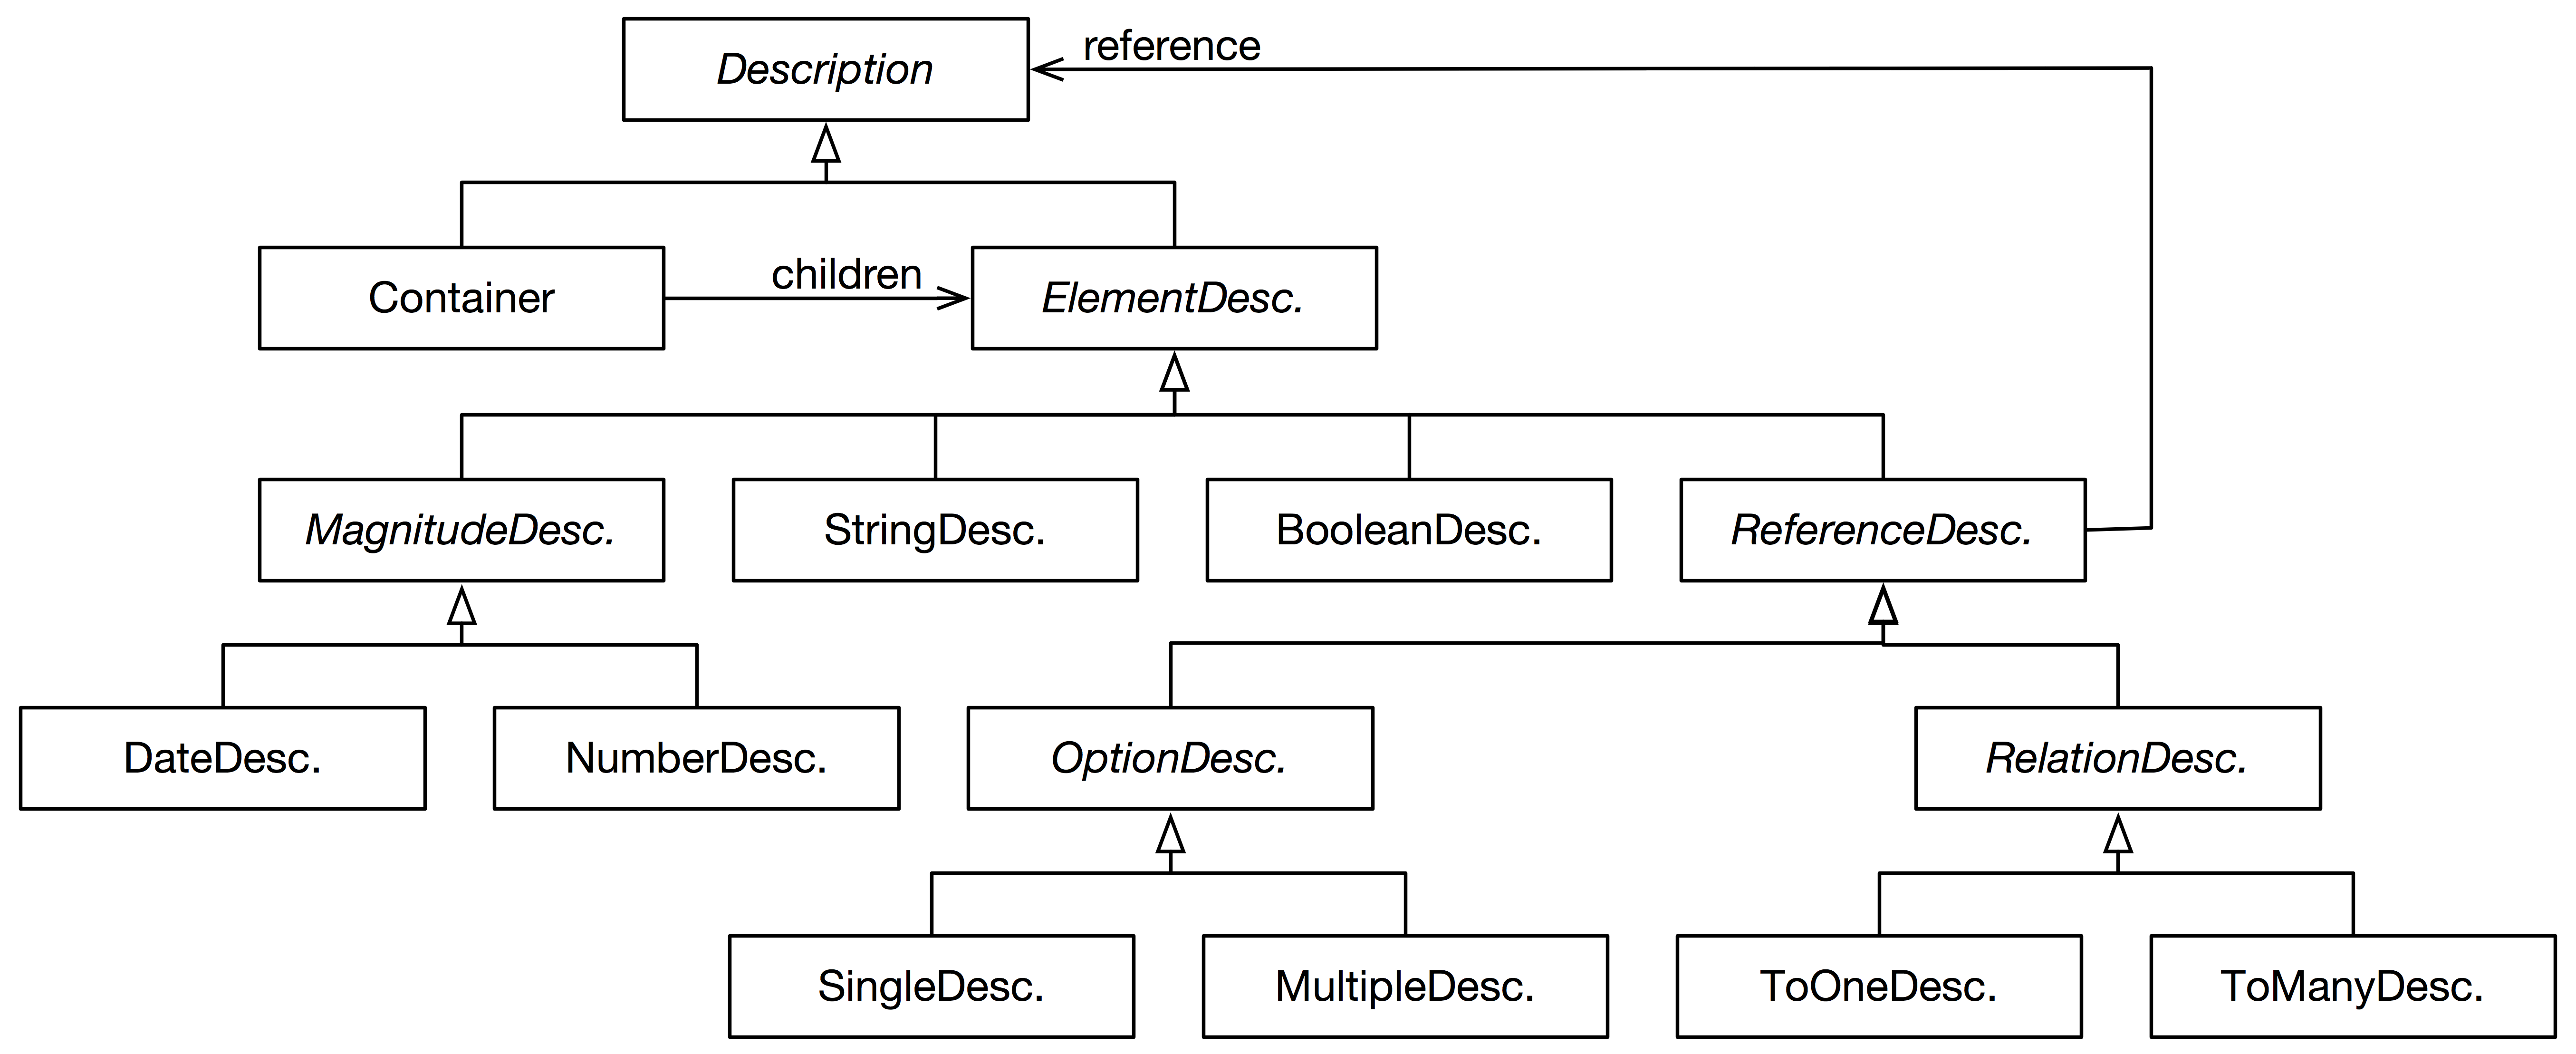 reference
Description
children
Container
ElementDesc.
MagnitudeDesc.
StringDesc.
BooleanDesc.
ReferenceDesc.
DateDesc.
NumberDesc.
OptionDesc.
RelationDesc.
SingleDesc.
MultipleDesc.
ToOneDesc.
ToManyDesc.